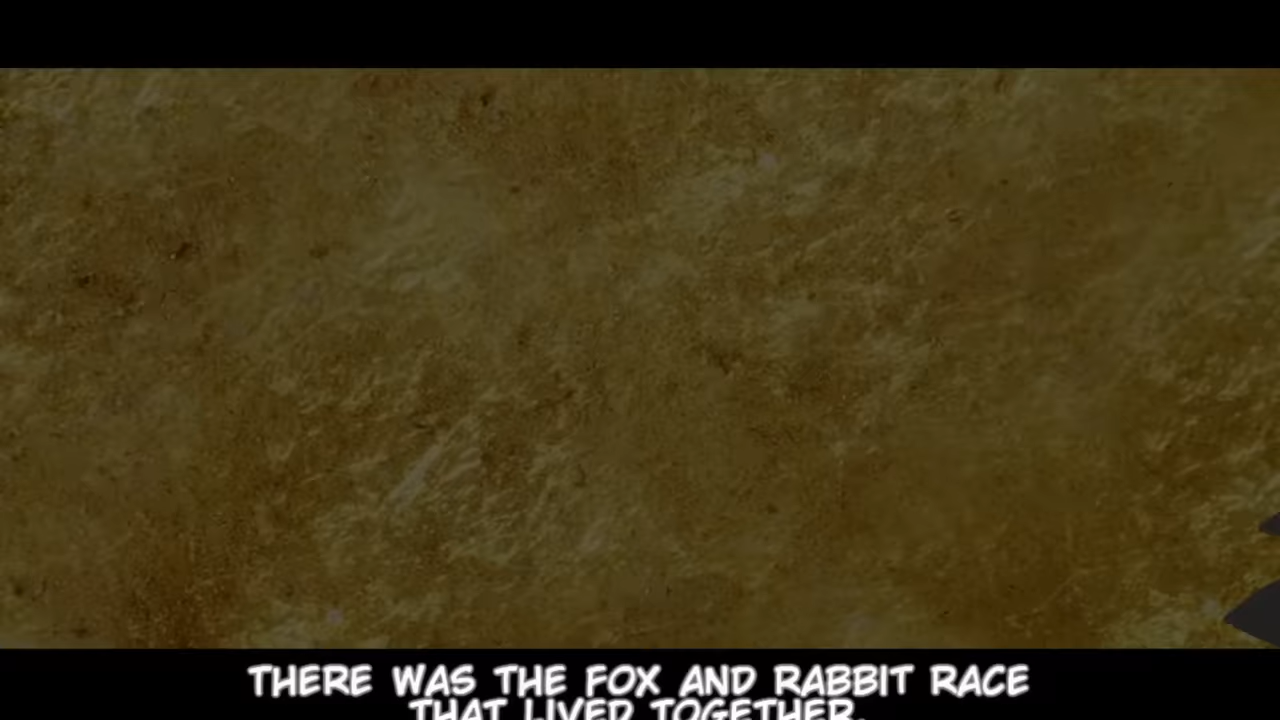 THERE WAS THE FOX AND RABBIT RACE
THAT LIVED TOGETHER.